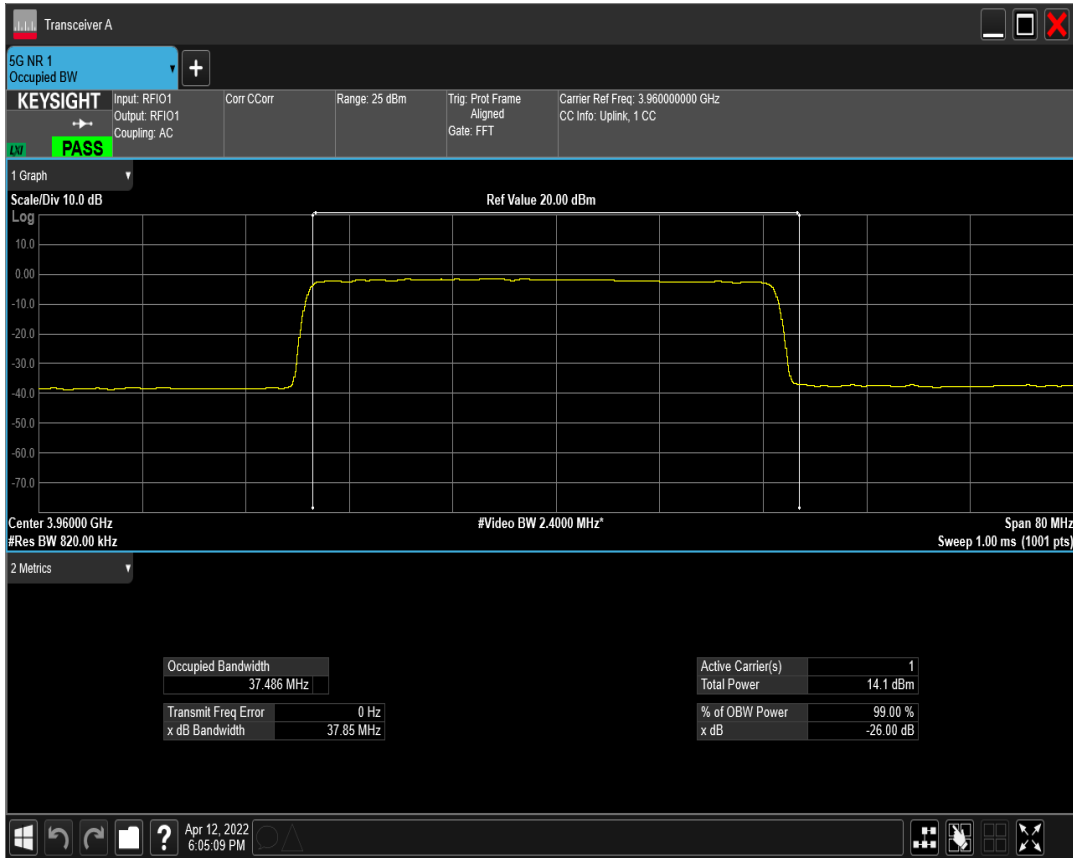 Transceiver A
5G NR 1
Occupied BW
KEYSIGHT
LXI
PASS
Input: RFIO1
Output: RFIO1
Coupling: AC
Corr CCorr
Range: 25 dBm
Trig: Prot Frame
Aligned
Gate: FFT
Carrier Ref Freq: 3.960000000 GHz
CC Info: Uplink, 1 CC
1 Graph
Scale/Div 10.0 dB
Ref Value 20.00 dBm
Log
10.0
0.00
-10.0
-20.0
-30.0
-40.0
-50.0
-60.0
-70.0
Center 3.96000 GHz
#Video BW 2.4000 MHz*
Span 80 MHz
#Res BW 820.00 kHz
Sweep 1.00 ms (1001 pts)
2 Metrics
Occupied Bandwidth
37.486 MHz
Transmit Freq Error 0 Hz
x dB Bandwidth 37.85 MHz
Active Carrier(s) 1
Total Power 14.1 dBm
% of OBW Power 99.00 %
x dB -26.00 dB
?
Apr 12, 2022
6:05:09 PM